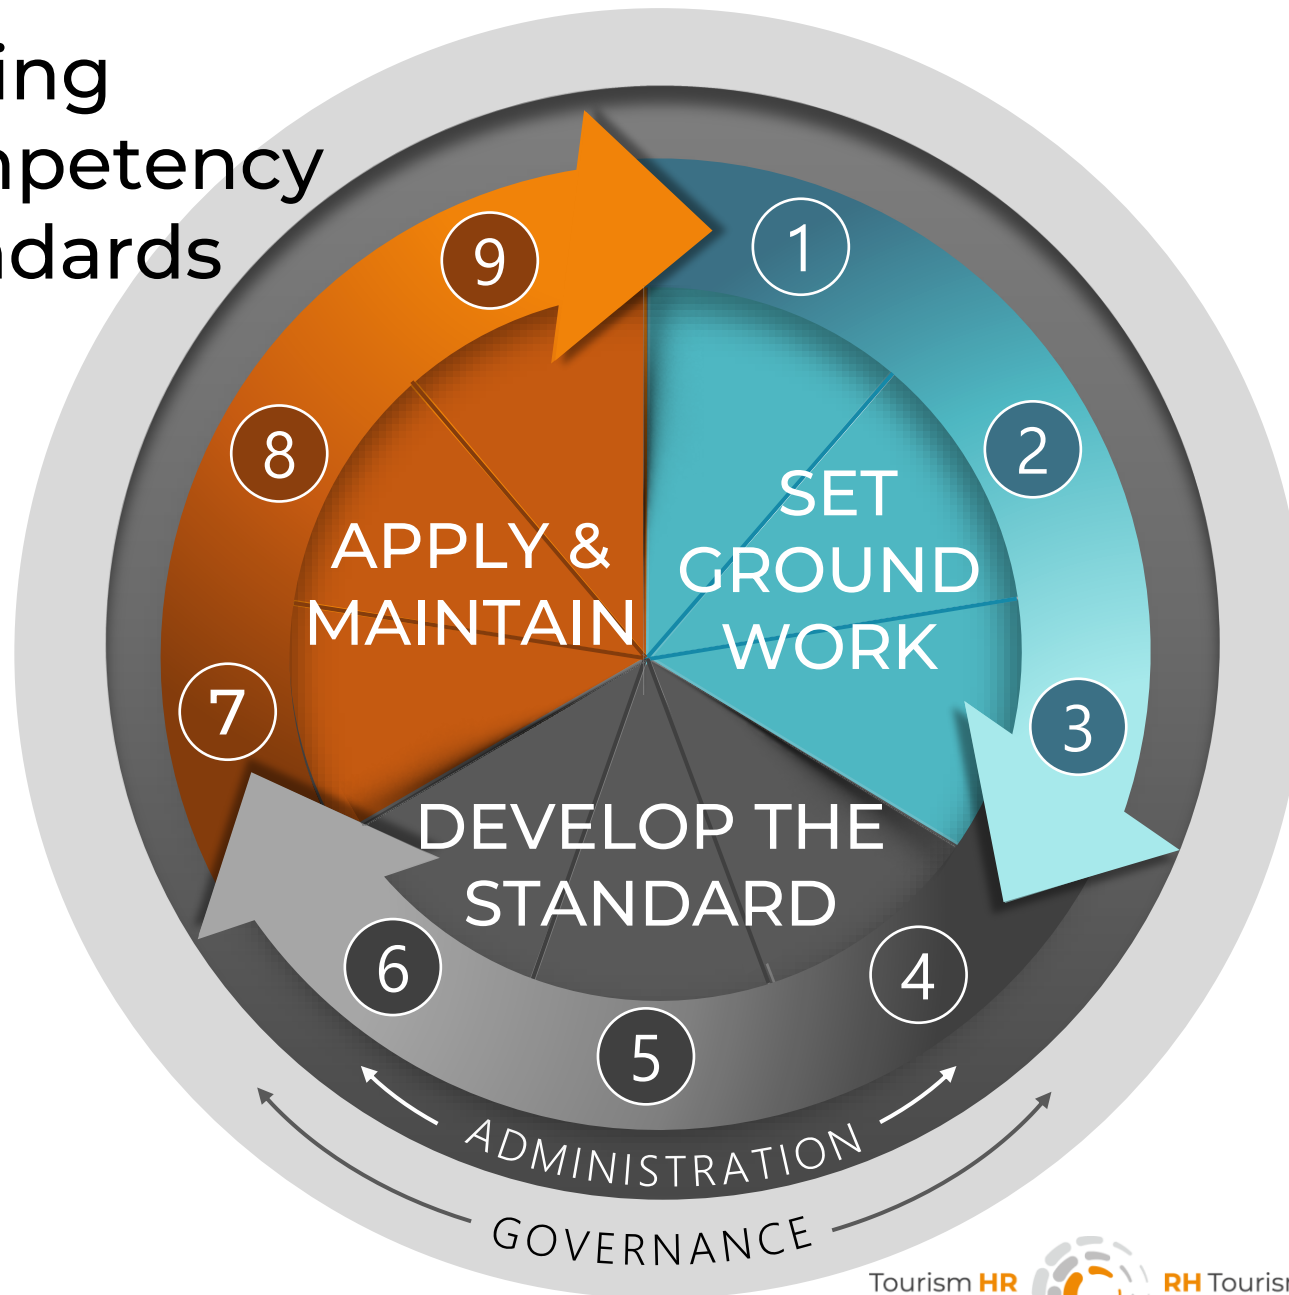 ing
mpetency
ndards
9
1
8
2
SET
GROUND
WORK
APPLY &
MAINTAIN
7
3
DEVELOP THE
STANDARD
6
4
5
ADMINISTRATION
GOVERNANCE
Tourism HR
RH Touris